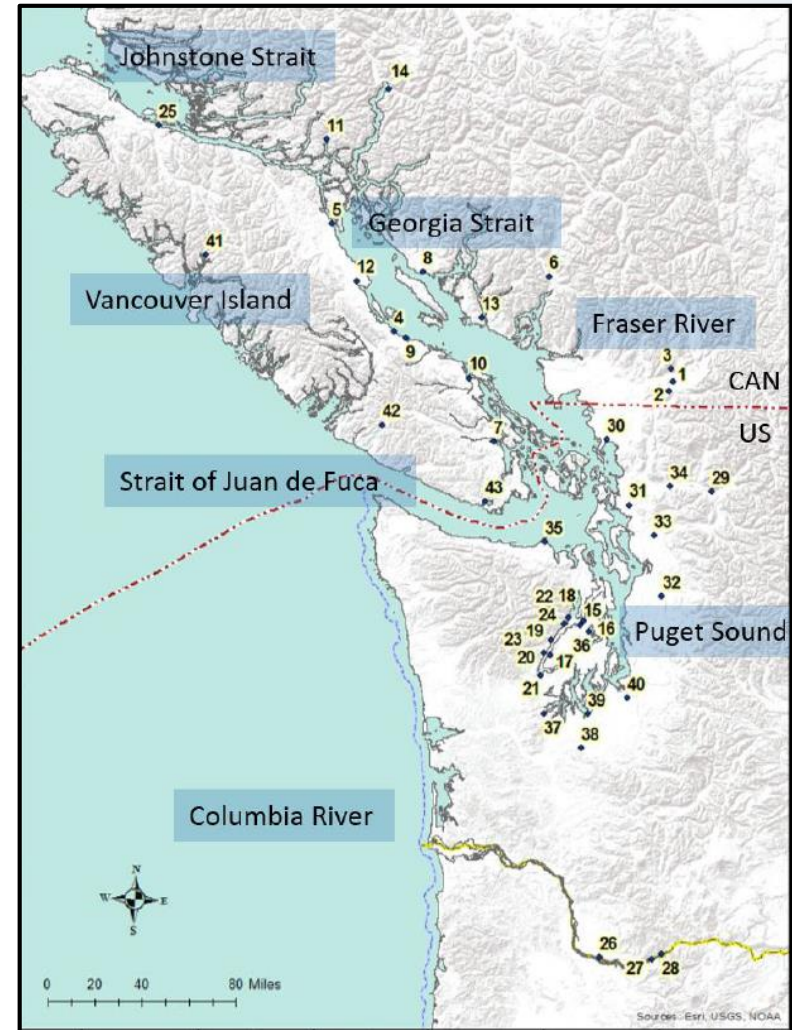 Johnstone Strait
14
25
11
5
Georgia Strait
41
8
6
12
Vancouver Island
13
4
Fraser River
9
3
10
1
CAN
2
42
7
30
US
Strait of Juan de Fuca
34
29
43
31
35
33
32
22 18
24 15
19 16
23 36 Puget Sound
20 17
21
39 40
37
38
Columbia River
N
W E
S
26
27 28
0 20 40 80 Miles
Sources: Esri, USGS, NOAA